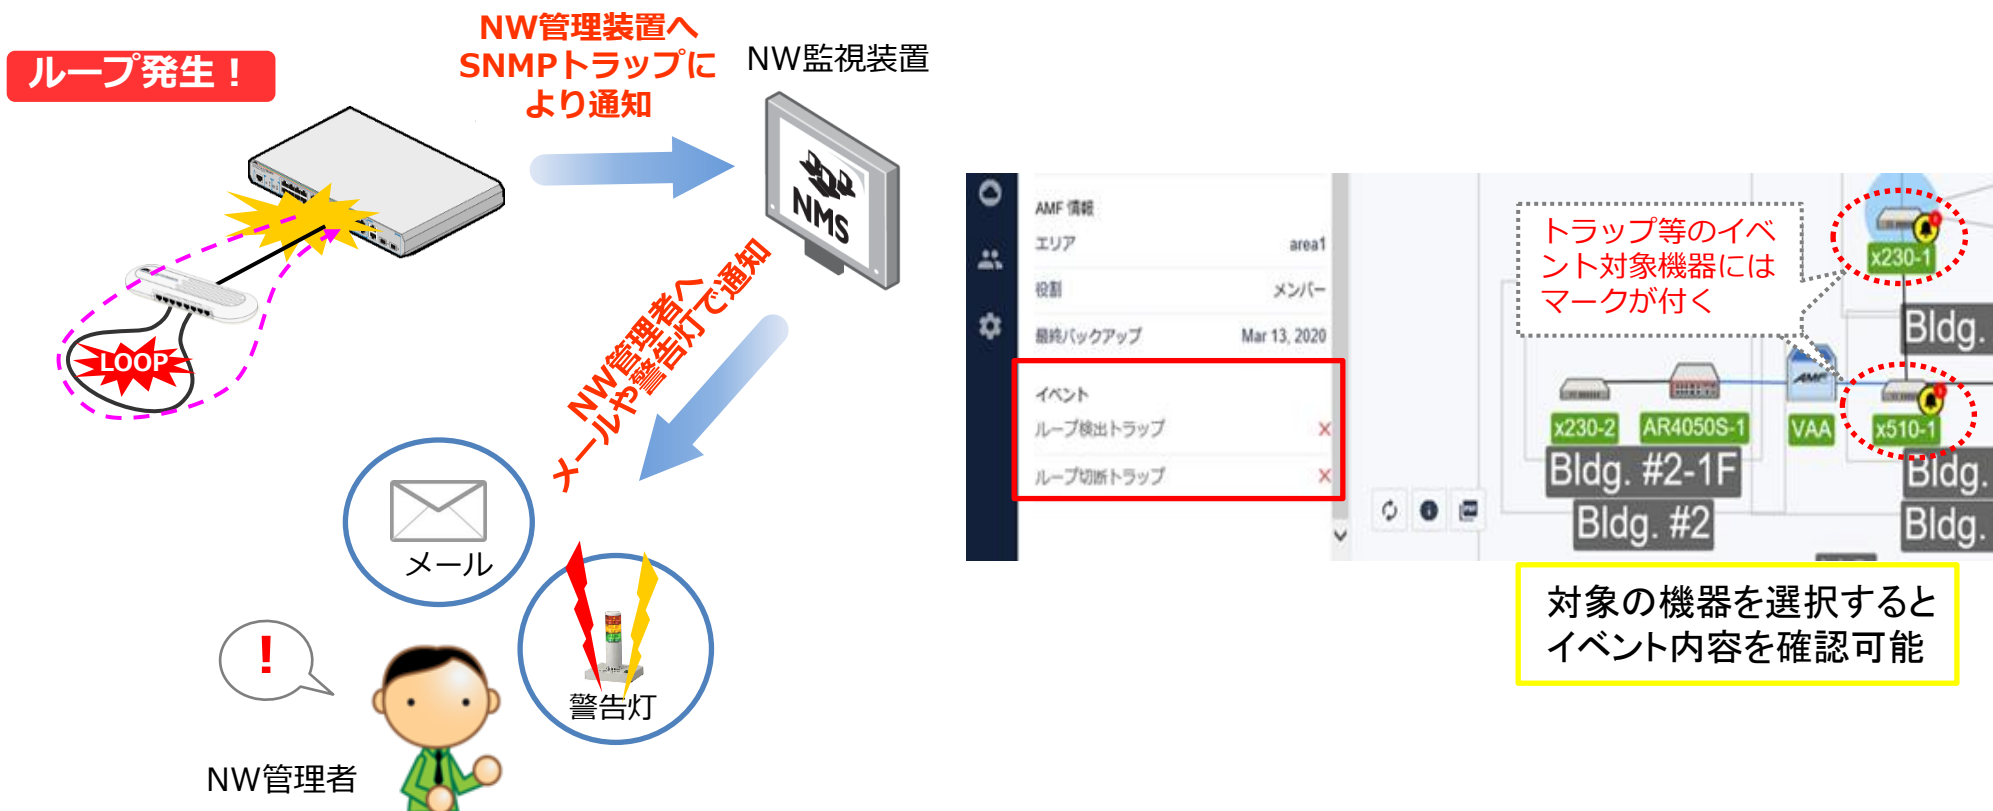 ループ発生！
NW管理装置へ
SNMPトラップに
より通知
NW監視装置
NMS
LOOP
NW管理者へ
メールや警告灯で通知
メール
警告灯
!
NW管理者
AMF 情報
エリア area1
役割 メンバー
最終バックアップ Mar 13, 2020
イベント
ループ検出トラップ ×
ループ切断トラップ ×
トラップ等のイベ
ント対象機器には
マークが付く
x230-1
Bldg.
AMF
x230-2
AR4050S-1
VAA
x510-1
Bldg. #2-1F
Bldg.
Bldg. #2
Bldg.
対象の機器を選択すると
イベント内容を確認可能